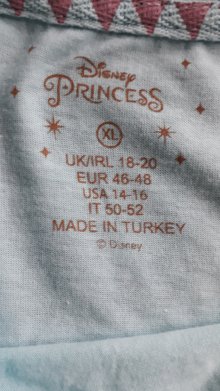 Disney
PRINCESS
XL
UK/IRL 18-20
EUR 46-48
USA 14-16
IT 50-52
MADE IN TURKEY
© Disney